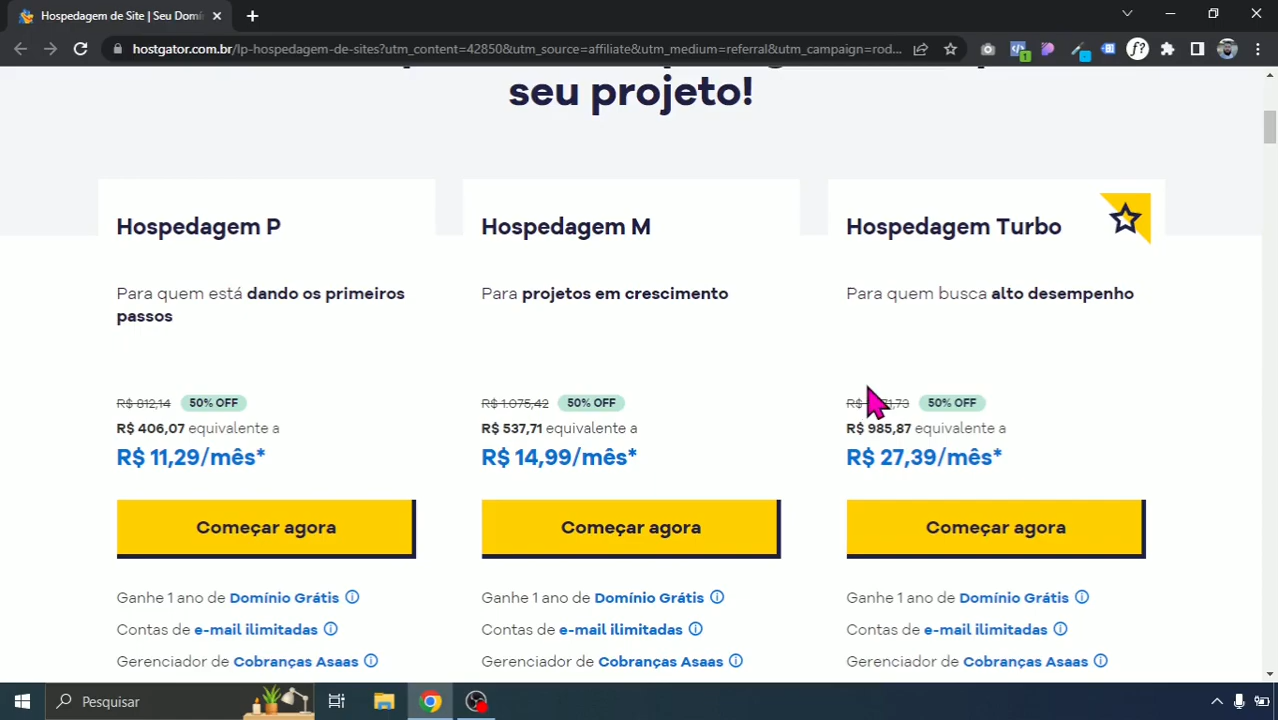 Hospedagem de Site | Seu Domí
hostgator.com.br/lp-hospedagem-de-sites?utm_content=42850&utm_source=affiliate&utm_medium=referral&utm_campaign=rod...
1
f?
seu projeto!
Hospedagem P
Para quem está dando os primeiros
passos
R$ 812,14 50% OFF
R$ 406,07 equivalente a
R$ 11,29/mês*
Começar agora
Ganhe 1 ano de Domínio Grátis
Contas de e-mail ilimitadas
Gerenciador de Cobranças Asaas
Hospedagem M
Para projetos em crescimento
R$ 1.075,42 50% OFF
R$ 537,71 equivalente a
R$ 14,99/mês*
Começar agora
Ganhe 1 ano de Domínio Grátis
Contas de e-mail ilimitadas
Gerenciador de Cobranças Asaas
Hospedagem Turbo
Para quem busca alto desempenho
R$ 50% OFF
R$ 985,87 equivalente a
R$ 27,39/mês*
Começar agora
Ganhe 1 ano de Domínio Grátis
Contas de e-mail ilimitadas
Gerenciador de Cobranças Asaas
Pesquisar